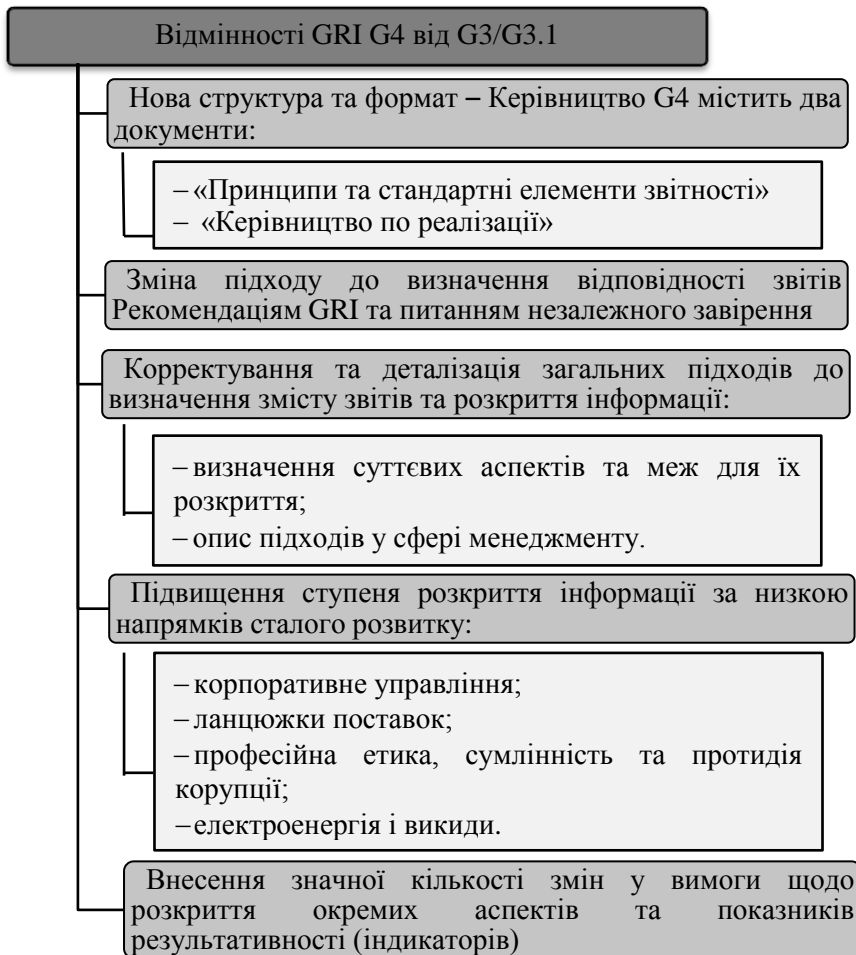 Відмінності GRI G4 від G3/G3.1
Нова структура та формат – Керівництво G4 містить два
документи:
– «Принципи та стандартні елементи звітності»
– «Керівництво по реалізації»
Зміна підходу до визначення відповідності звітів
Рекомендаціям GRI та питанням незалежного завірення
Корректування та деталізація загальних підходів до
визначення змісту звітів та розкриття інформації:
– визначення суттєвих аспектів та меж для їх
розкриття;
– опис підходів у сфері менеджменту.
Підвищення ступеня розкриття інформації за низкою
напрямків сталого розвитку:
– корпоративне управління;
– ланцюжки поставок;
– професійна етика, сумлінність та протидія
корупції;
– електроенергія і викиди.
Внесення значної кількості змін у вимоги щодо
розкриття окремих аспектів та показників
результативності (індикаторів)